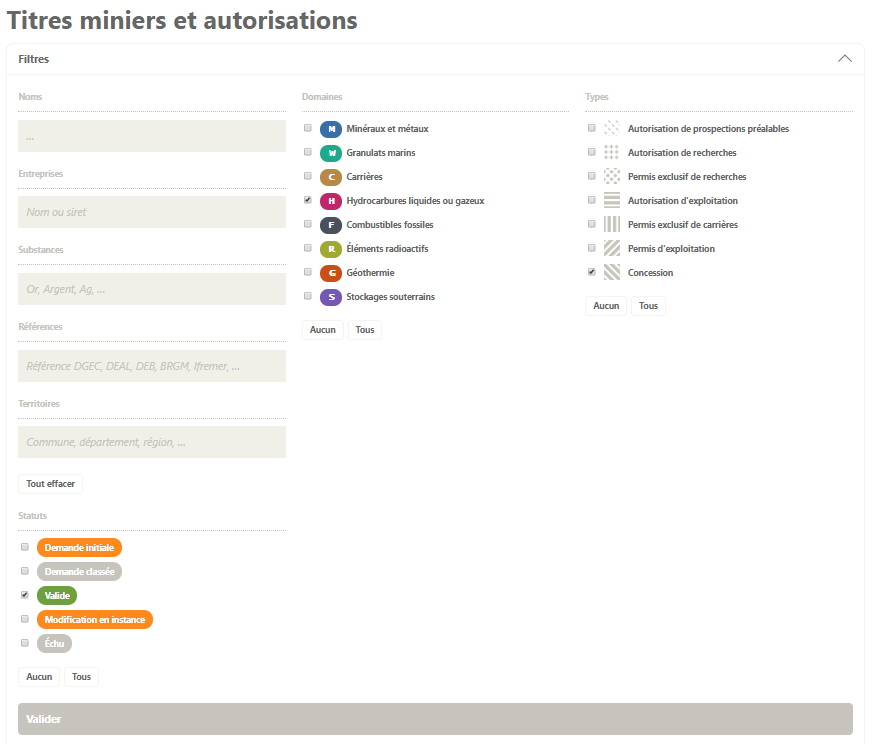 Titres miniers et autorisations
Filtres
Noms
...
Entreprises
Nom ou siret
Substances
Or, Argent, Ag, ...
Références
Référence DGEC, DEAL, DEB, BRGM, Ifremer, ...
Territoires
Commune, département, région, ...
Tout effacer
Domaines
M Minéraux et métaux
W Granulats marins
C Carrières
H Hydrocarbures liquides ou gazeux
F Combustibles fossiles
R Éléments radioactifs
G Géothermie
S Stockages souterrains
Aucun Tous
Types
Autorisation de prospections préalables
Autorisation de recherches
Permis exclusif de recherches
Autorisation d'exploitation
Permis exclusif de carrières
Permis d'exploitation
Concession
Aucun Tous
Statuts
Demande initiale
Demande classée
Valide
Modification en instance
Échu
Aucun Tous
Valider